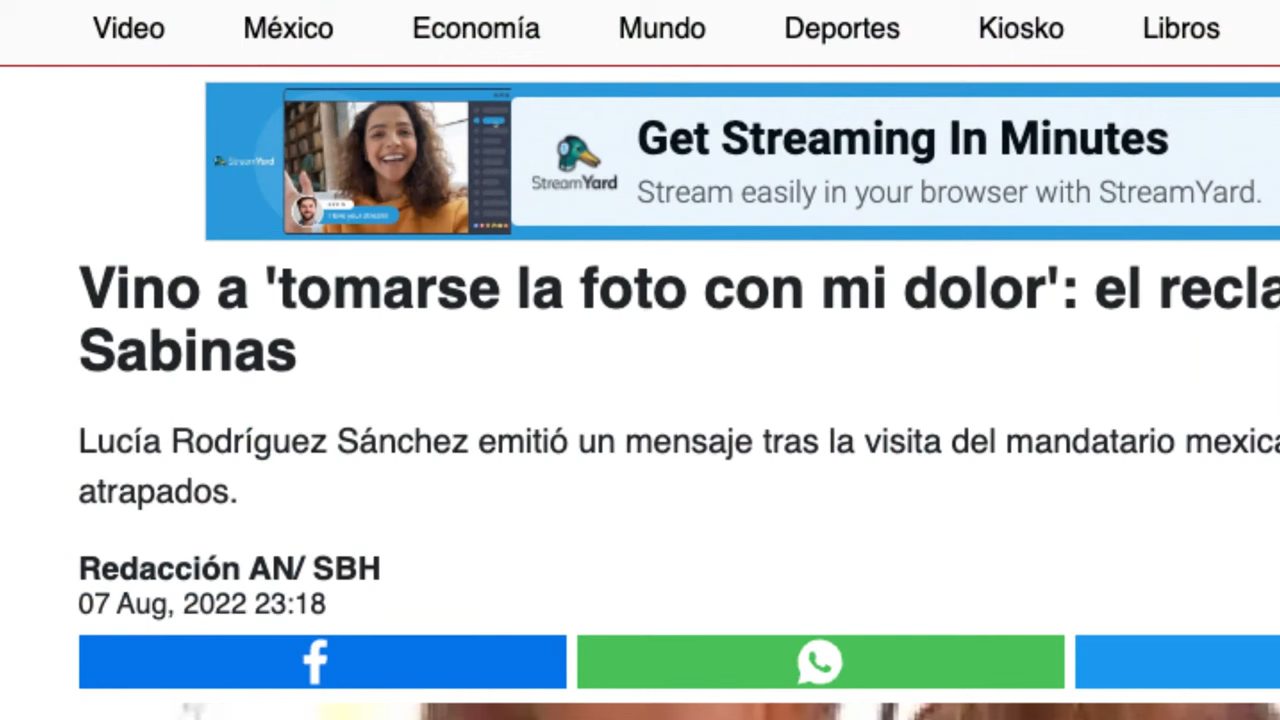 Video México Economía Mundo Deportes Kiosko Libros
StreamYard
StreamYard
Get Streaming In Minutes
Stream easily in your browser with StreamYard.
Vino a 'tomarse la foto con mi dolor': el recla
Sabinas
Lucía Rodríguez Sánchez emitió un mensaje tras la visita del mandatario mexica
atrapados.
Redacción AN/ SBH
07 Aug, 2022 23:18